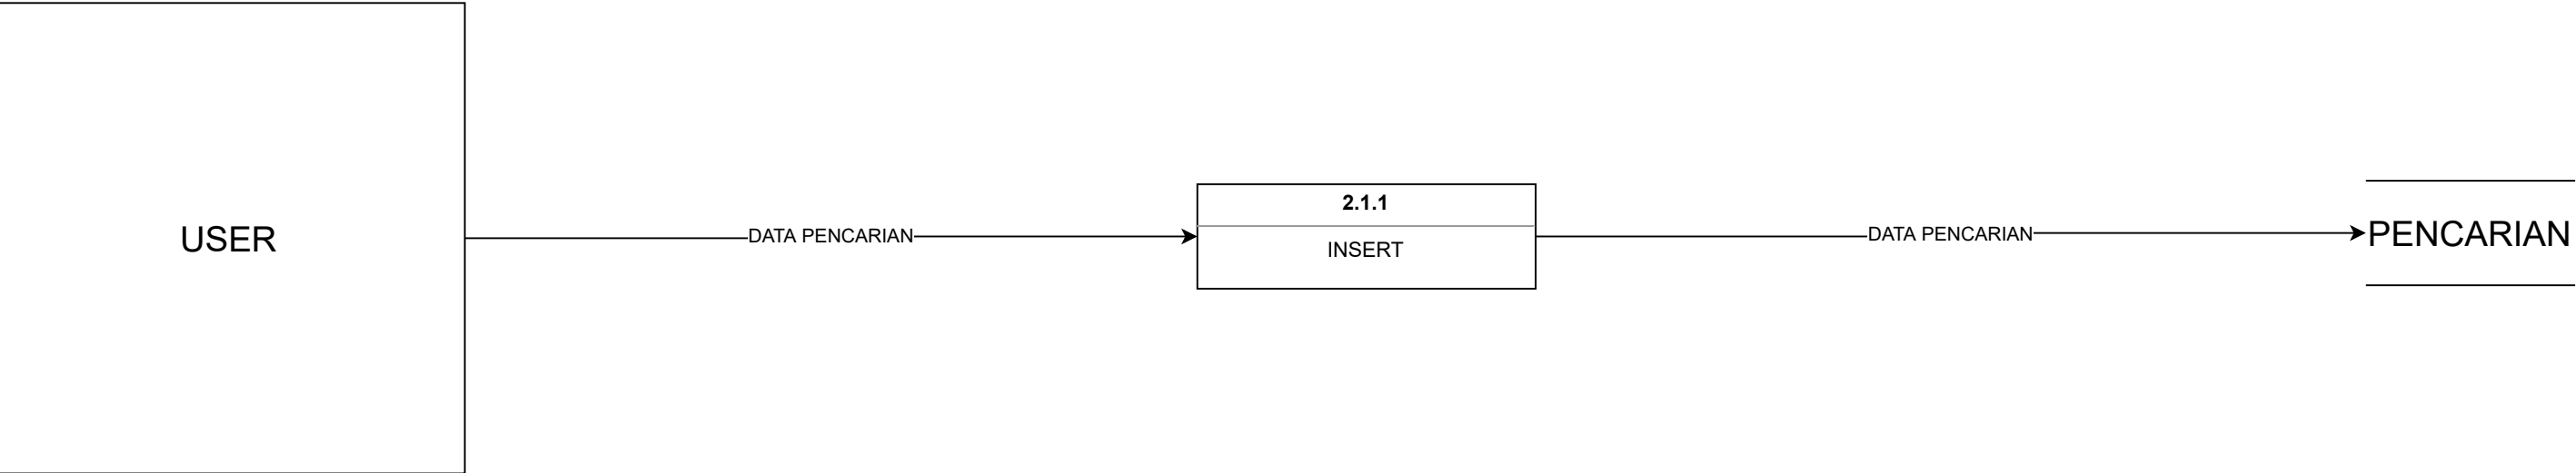 USER
DATA PENCARIAN
2.1.1
INSERT
DATA PENCARIAN
PENCARIAN